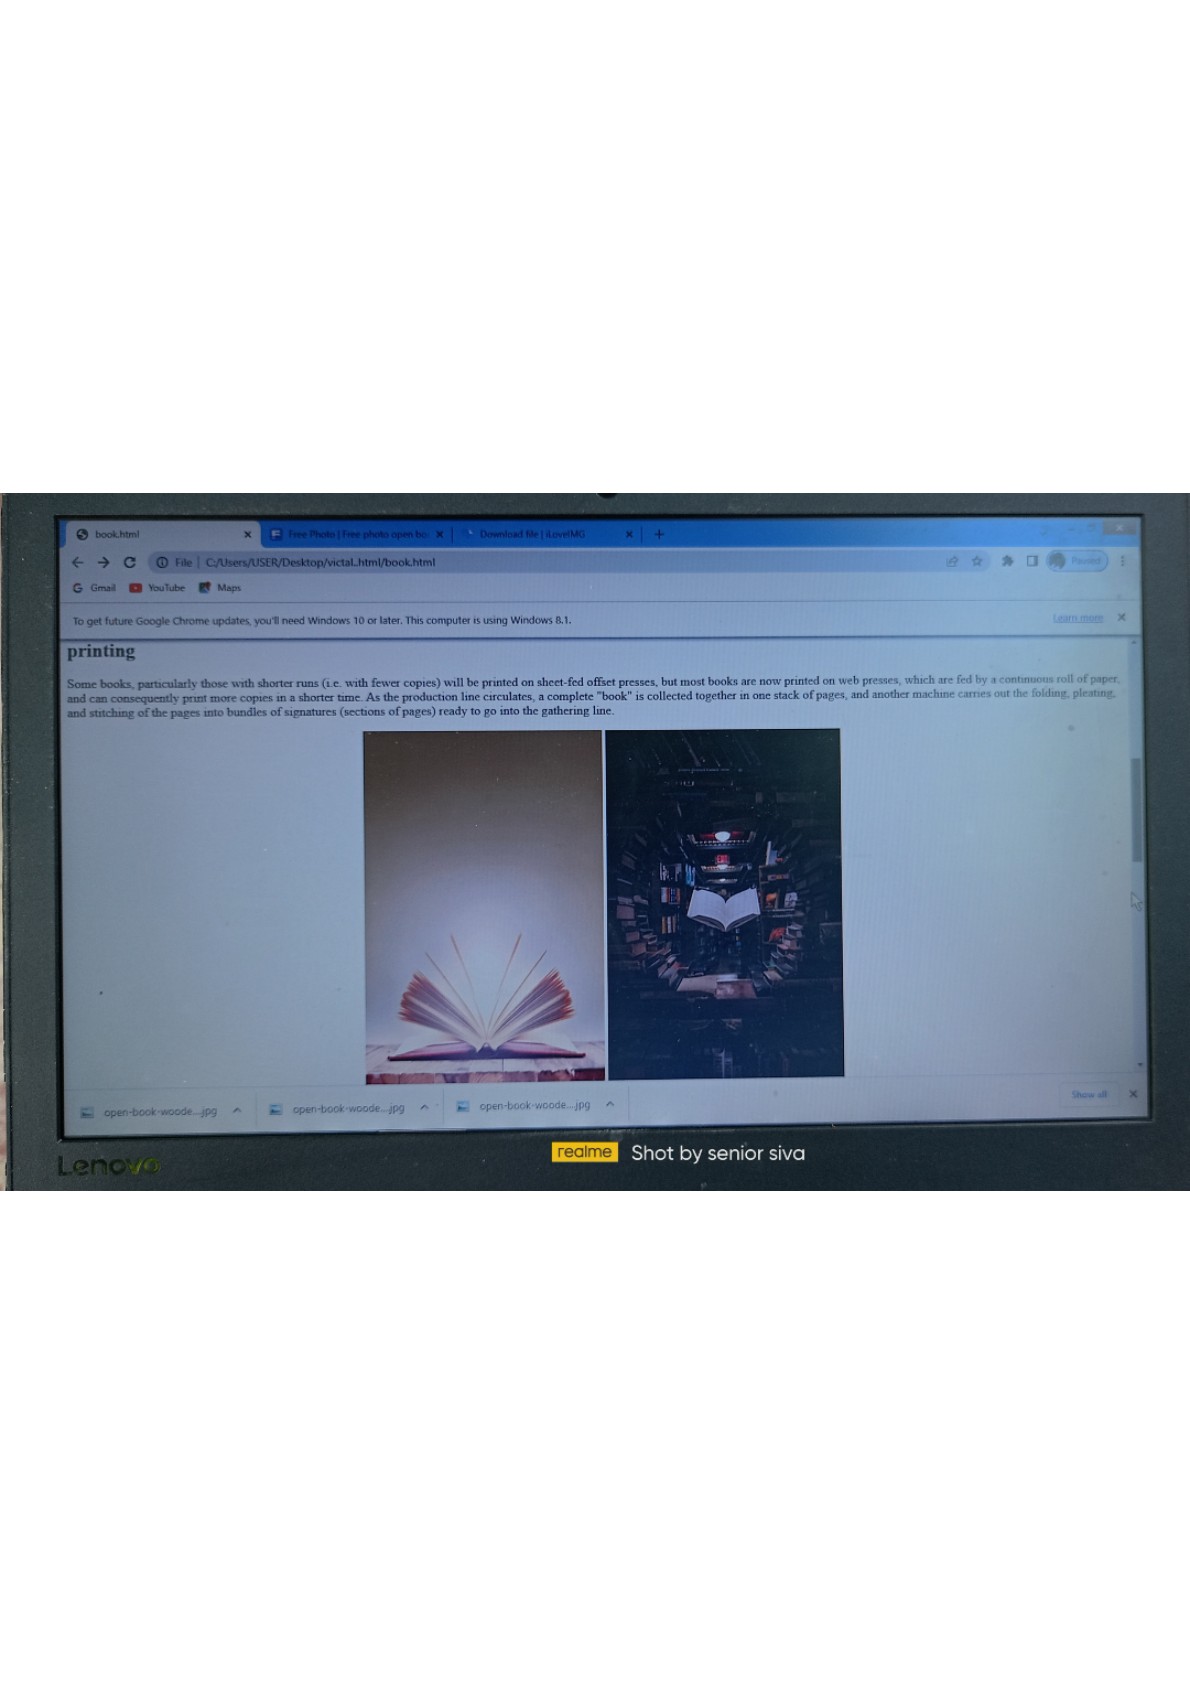 book.html
Free Photo | Free photo open bo
Download file | iLoveIMG
File | C:/Users/USER/Desktop/victal..html/book.html
Paused
Gmail YouTube Maps
To get future Google Chrome updates, you'll need Windows 10 or later. This computer is using Windows 8.1.
Learn more
printing
Some books, particularly those with shorter runs (i.e. with fewer copies) will be printed on sheet-fed offset presses, but most books are now printed on web presses, which are fed by a continuous roll of paper,
and can consequently print more copies in a shorter time. As the production line circulates, a complete "book" is collected together in one stack of pages, and another machine carries out the folding, pleating,
and stitching of the pages into bundles of signatures (sections of pages) ready to go into the gathering line.
open-book-woode...jpg
open-book-woode...jpg
open-book-woode...jpg
Show all
Lenovo
realme Shot by senior siva